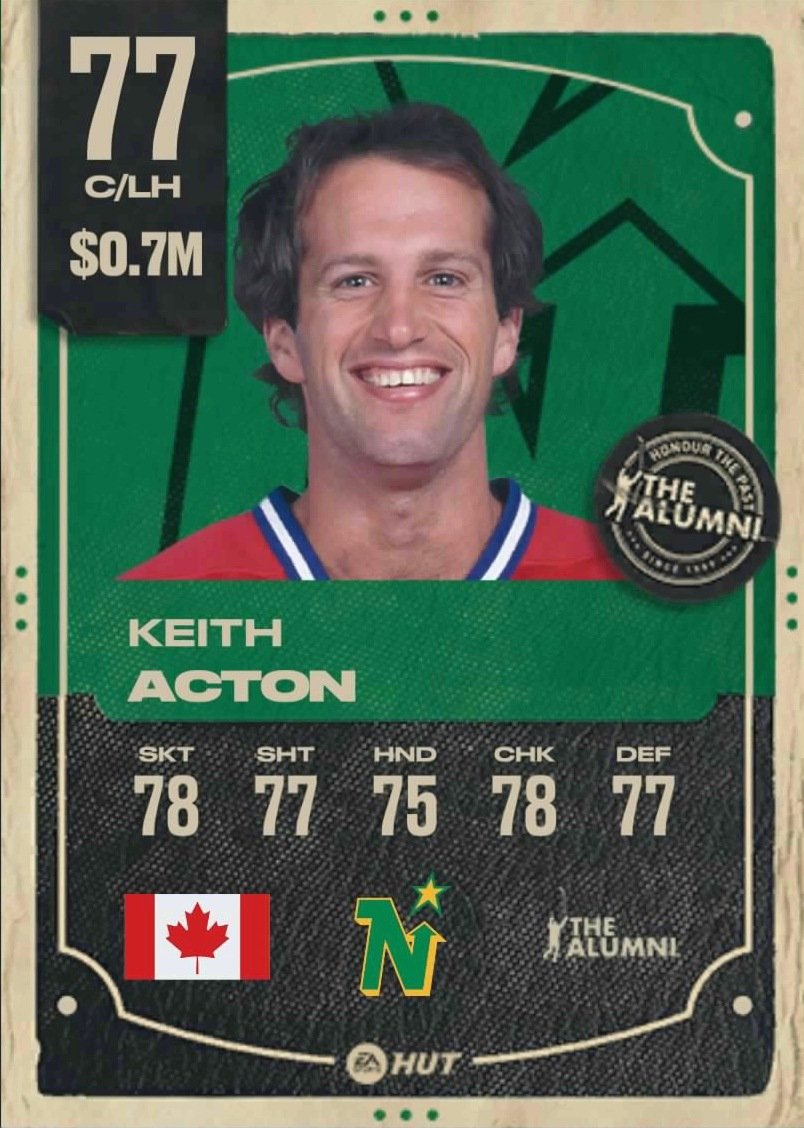 77
C/LH
$0.7M
HONOUR THE PAST
THE
ALUMNI
KEITH
ACTON
SKT SHT HND CHK DEF
78 77 75 78 77
N
THE
ALUMNI
EA
HUT